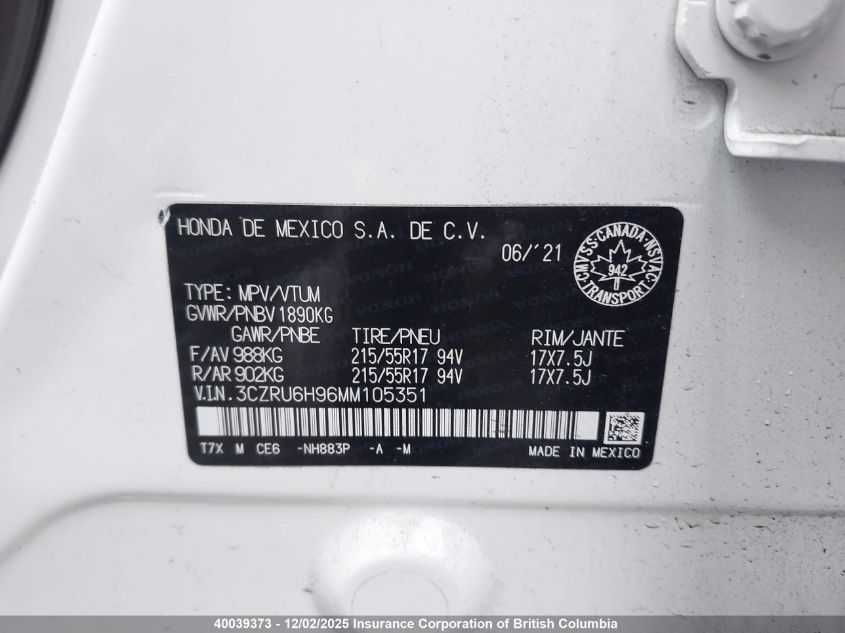 HONDA DE MEXICO S.A. DE C.V.
06/'21
CMVSS·CANADA·NSVAC
942
TRANSPORT
TYPE: MPV/VTUM
GVWR/PNBV 1890KG
GAWR/PNBE TIRE/PNEU RIM/JANTE
F/AV 988KG 215/55R17 94V 17X7.5J
R/AR 902KG 215/55R17 94V 17X7.5J
V.I.N. 3CZRU6H96MM105351
T7X M CE6 -NH883P -A -M MADE IN MEXICO
40039373 - 12/02/2025 Insurance Corporation of British Columbia